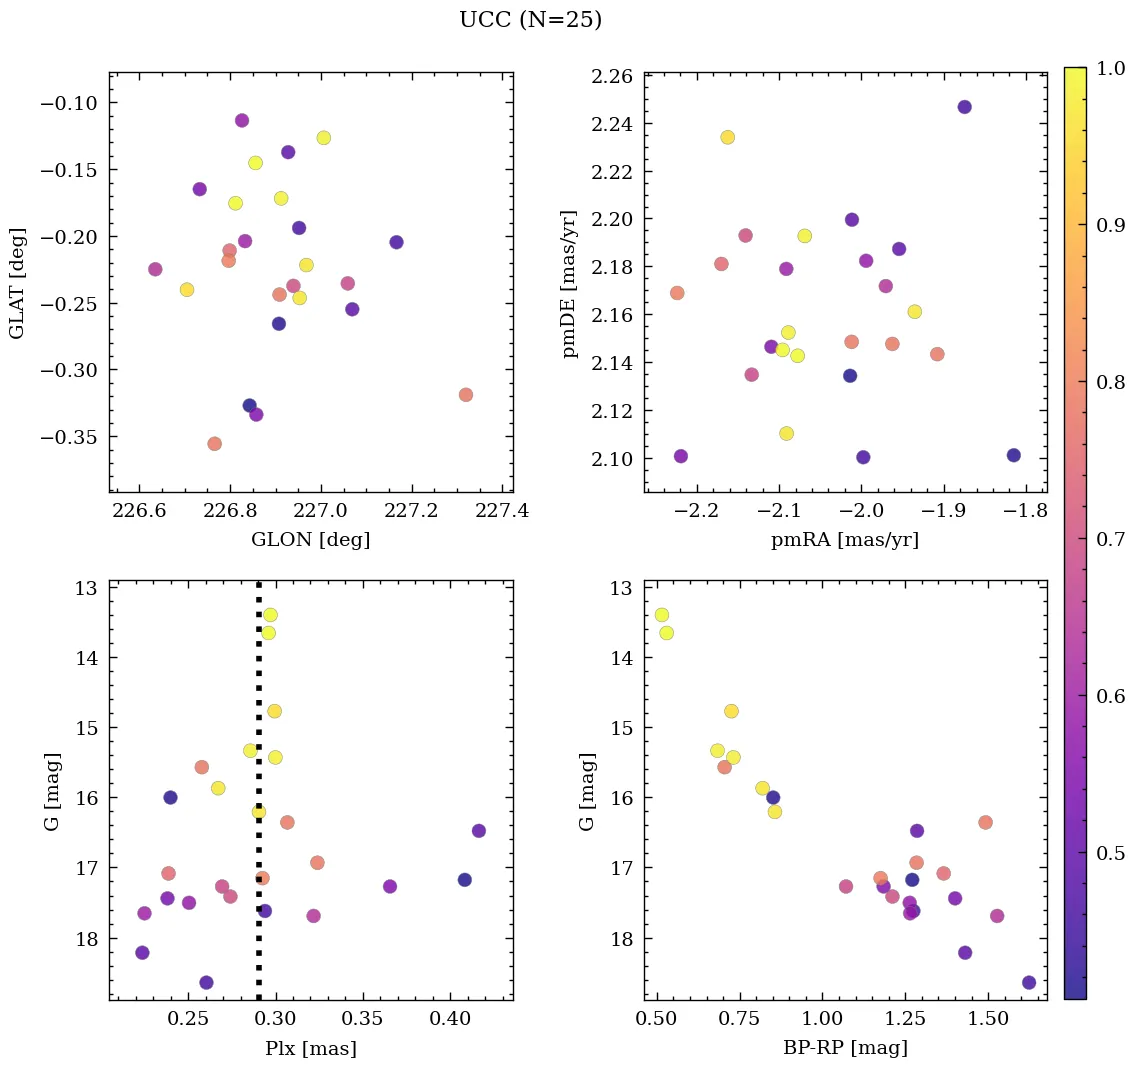 UCC (N=25)
−0.10
−0.15
−0.20
−0.25
−0.30
−0.35
GLAT [deg]
226.6 226.8 227.0 227.2 227.4
GLON [deg]
2.26
2.24
2.22
2.20
2.18
2.16
2.14
2.12
2.10
pmDE [mas/yr]
−2.2 −2.1 −2.0 −1.9 −1.8
pmRA [mas/yr]
13
14
15
16
17
18
G [mag]
0.25 0.30 0.35 0.40
Plx [mas]
13
14
15
16
17
18
G [mag]
0.50 0.75 1.00 1.25 1.50
BP-RP [mag]
1.0
0.9
0.8
0.7
0.6
0.5